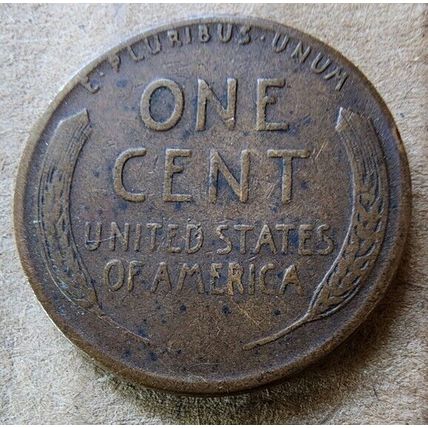 E·PLURIBUS·UNUM
ONE
CENT
UNITED STATES
OF AMERICA